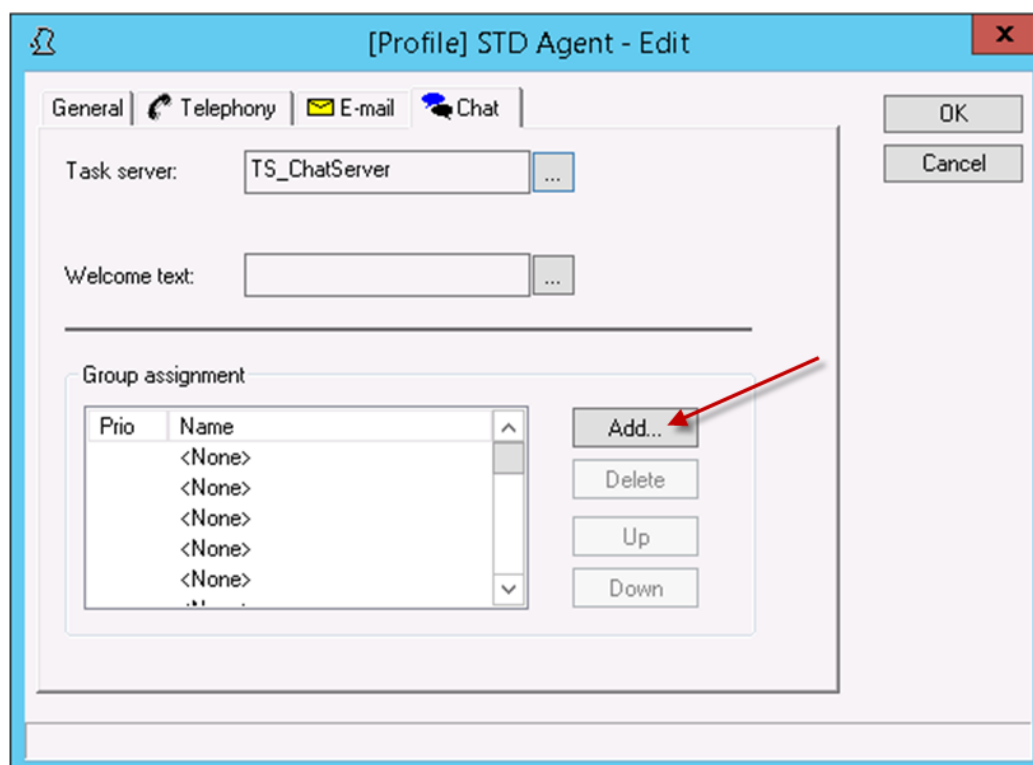 [Profile] STD Agent - Edit
x
General Telephony E-mail Chat
OK
Cancel
Task server: TS_ChatServer ...
Welcome text: ...
Group assignment
Prio Name
<None>
<None>
<None>
<None>
<None>
Add...
Delete
Up
Down